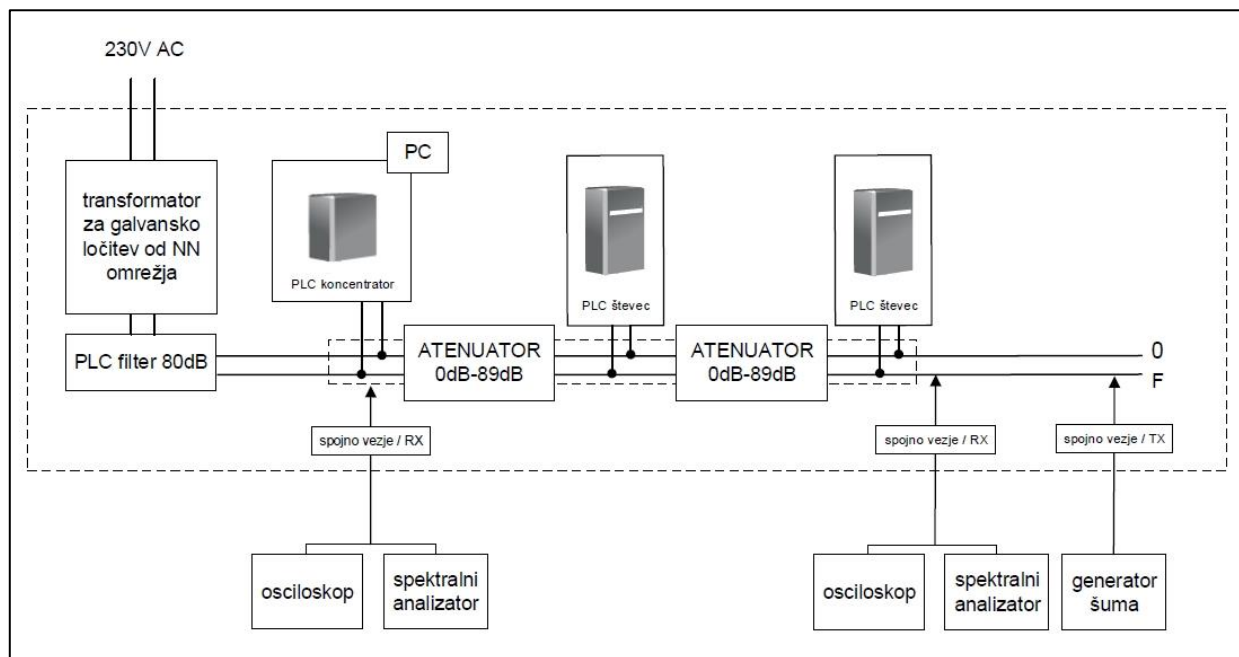 230V AC
PC
transformator
za galvansko
ločitev od NN
omrežja
PLC koncentrator
PLC števec
PLC števec
PLC filter 80dB
ATENUATOR
0dB-89dB
ATENUATOR
0dB-89dB
0
F
spojno vezje / RX
spojno vezje / RX
spojno vezje / TX
osciloskop
spektralni
analizator
osciloskop
spektralni
analizator
generator
šuma